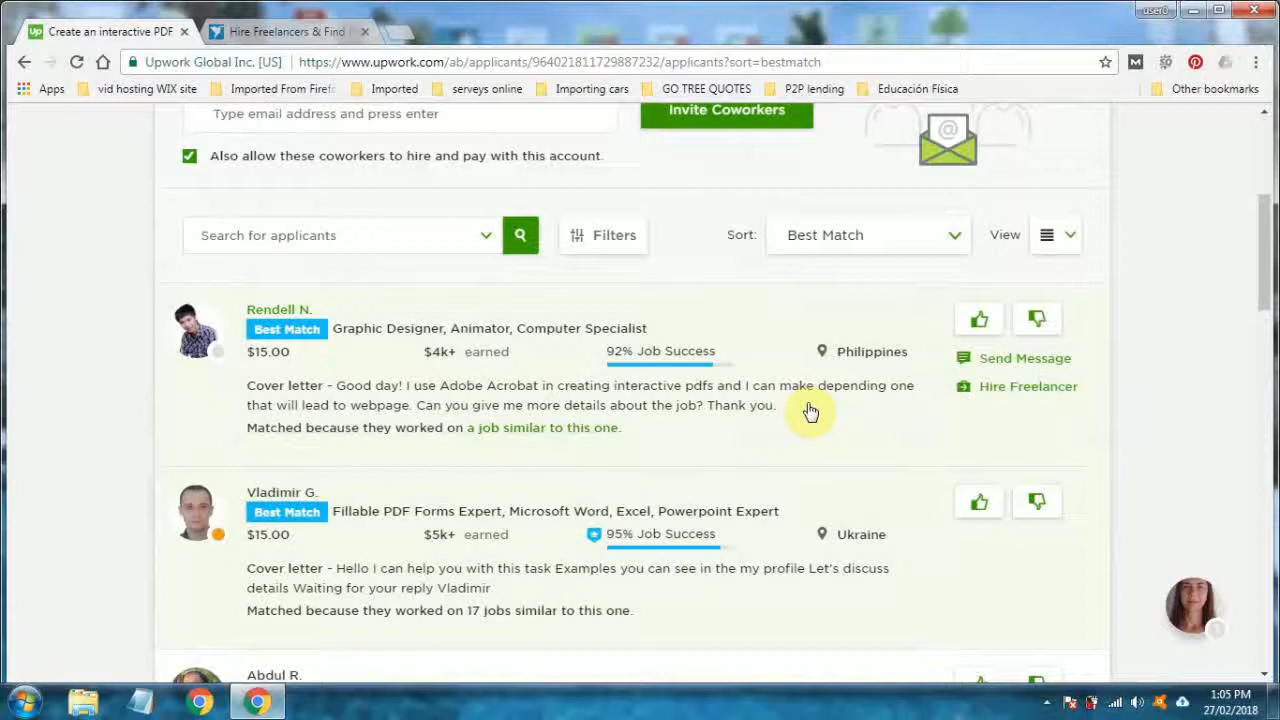 user0
Create an interactive PDF
Hire Freelancers & Find
Upwork Global Inc. [US]
https://www.upwork.com/ab/applicants/964021811729887232/applicants?sort=bestmatch
Apps
vid hosting WIX site
Imported From Firef
Imported
serveys online
Importing cars
GO TREE QUOTES
P2P lending
Educación Física
Other bookmarks
Type email address and press enter
Invite Coworkers
Also allow these coworkers to hire and pay with this account.
Search for applicants
Filters
Sort:
Best Match
View
Rendell N.
Best Match Graphic Designer, Animator, Computer Specialist
$15.00
$4k+ earned
92% Job Success
Philippines
Send Message
Hire Freelancer
Cover letter - Good day! I use Adobe Acrobat in creating interactive pdfs and I can make depending one
that will lead to webpage. Can you give me more details about the job? Thank you.
Matched because they worked on a job similar to this one.
Vladimir G.
Best Match Fillable PDF Forms Expert, Microsoft Word, Excel, Powerpoint Expert
$15.00
$5k+ earned
95% Job Success
Ukraine
Cover letter - Hello I can help you with this task Examples you can see in the my profile Let's discuss
details Waiting for your reply Vladimir
Matched because they worked on 17 jobs similar to this one.
Abdul R.
1:05 PM
27/02/2018